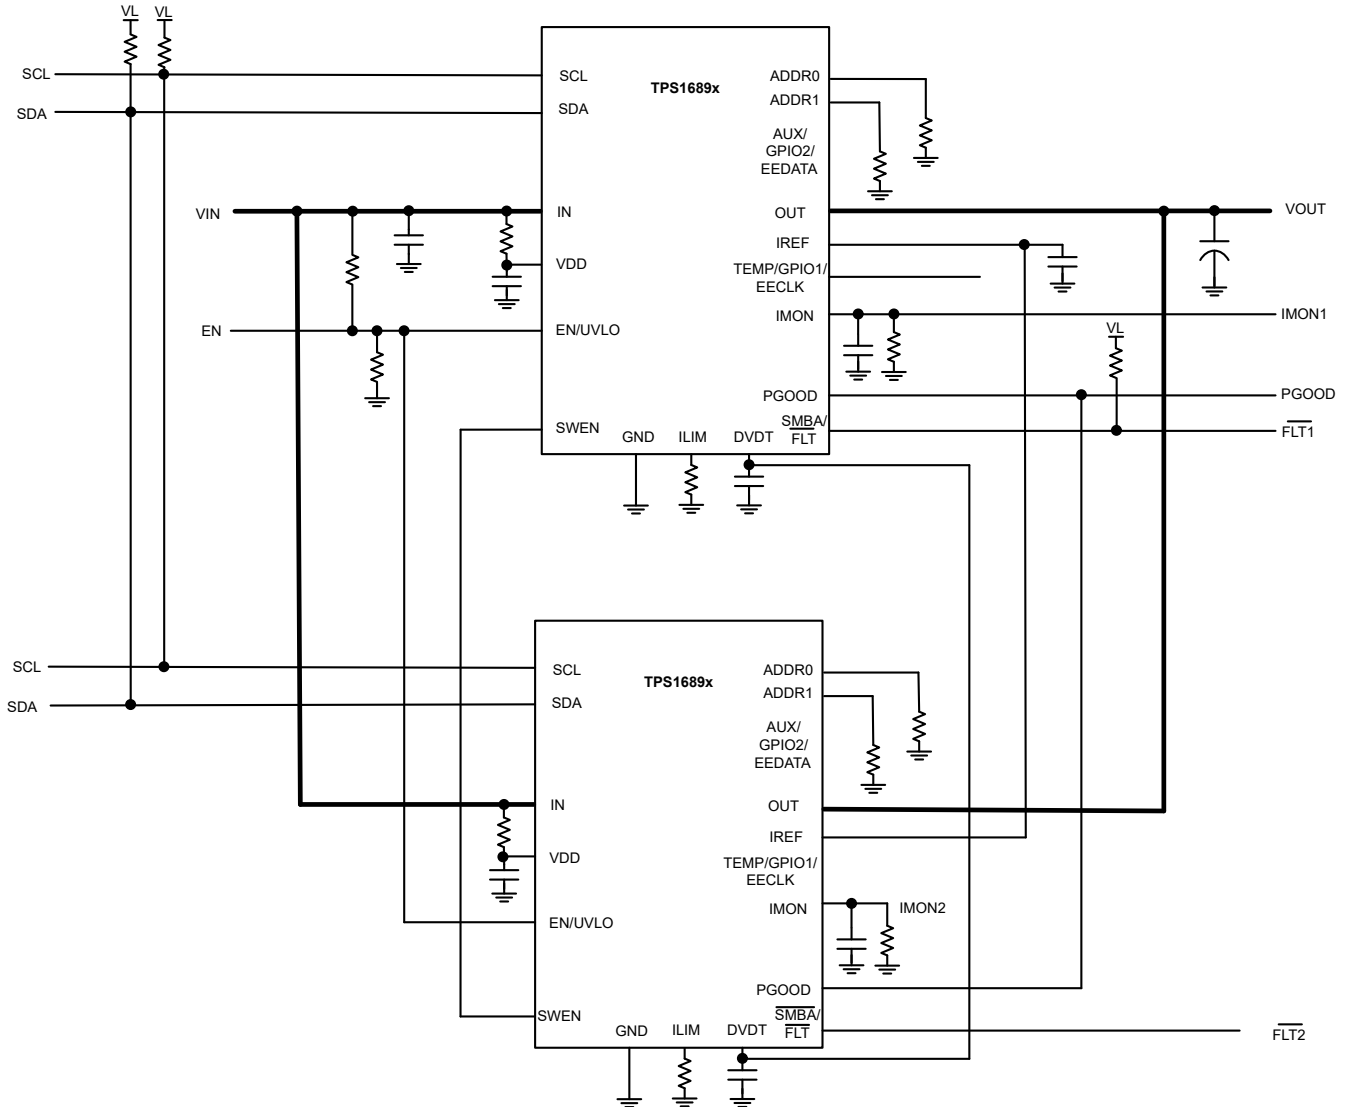 VL VL
SCL
SDA
VIN
EN
SCL
SDA
TPS1689x
IN
VDD
EN/UVLO
SWEN
GND ILIM DVDT
ADDR0
ADDR1
AUX/
GPIO2/
EEDATA
OUT
IREF
TEMP/GPIO1/
EECLK
IMON
PGOOD
SMBA/
FLT
VOUT
IMON1
VL
PGOOD
FLT1
SCL
SDA
SCL
SDA
TPS1689x
IN
VDD
EN/UVLO
SWEN
GND ILIM DVDT
ADDR0
ADDR1
AUX/
GPIO2/
EEDATA
OUT
IREF
TEMP/GPIO1/
EECLK
IMON
IMON2
PGOOD
SMBA/
FLT
FLT2